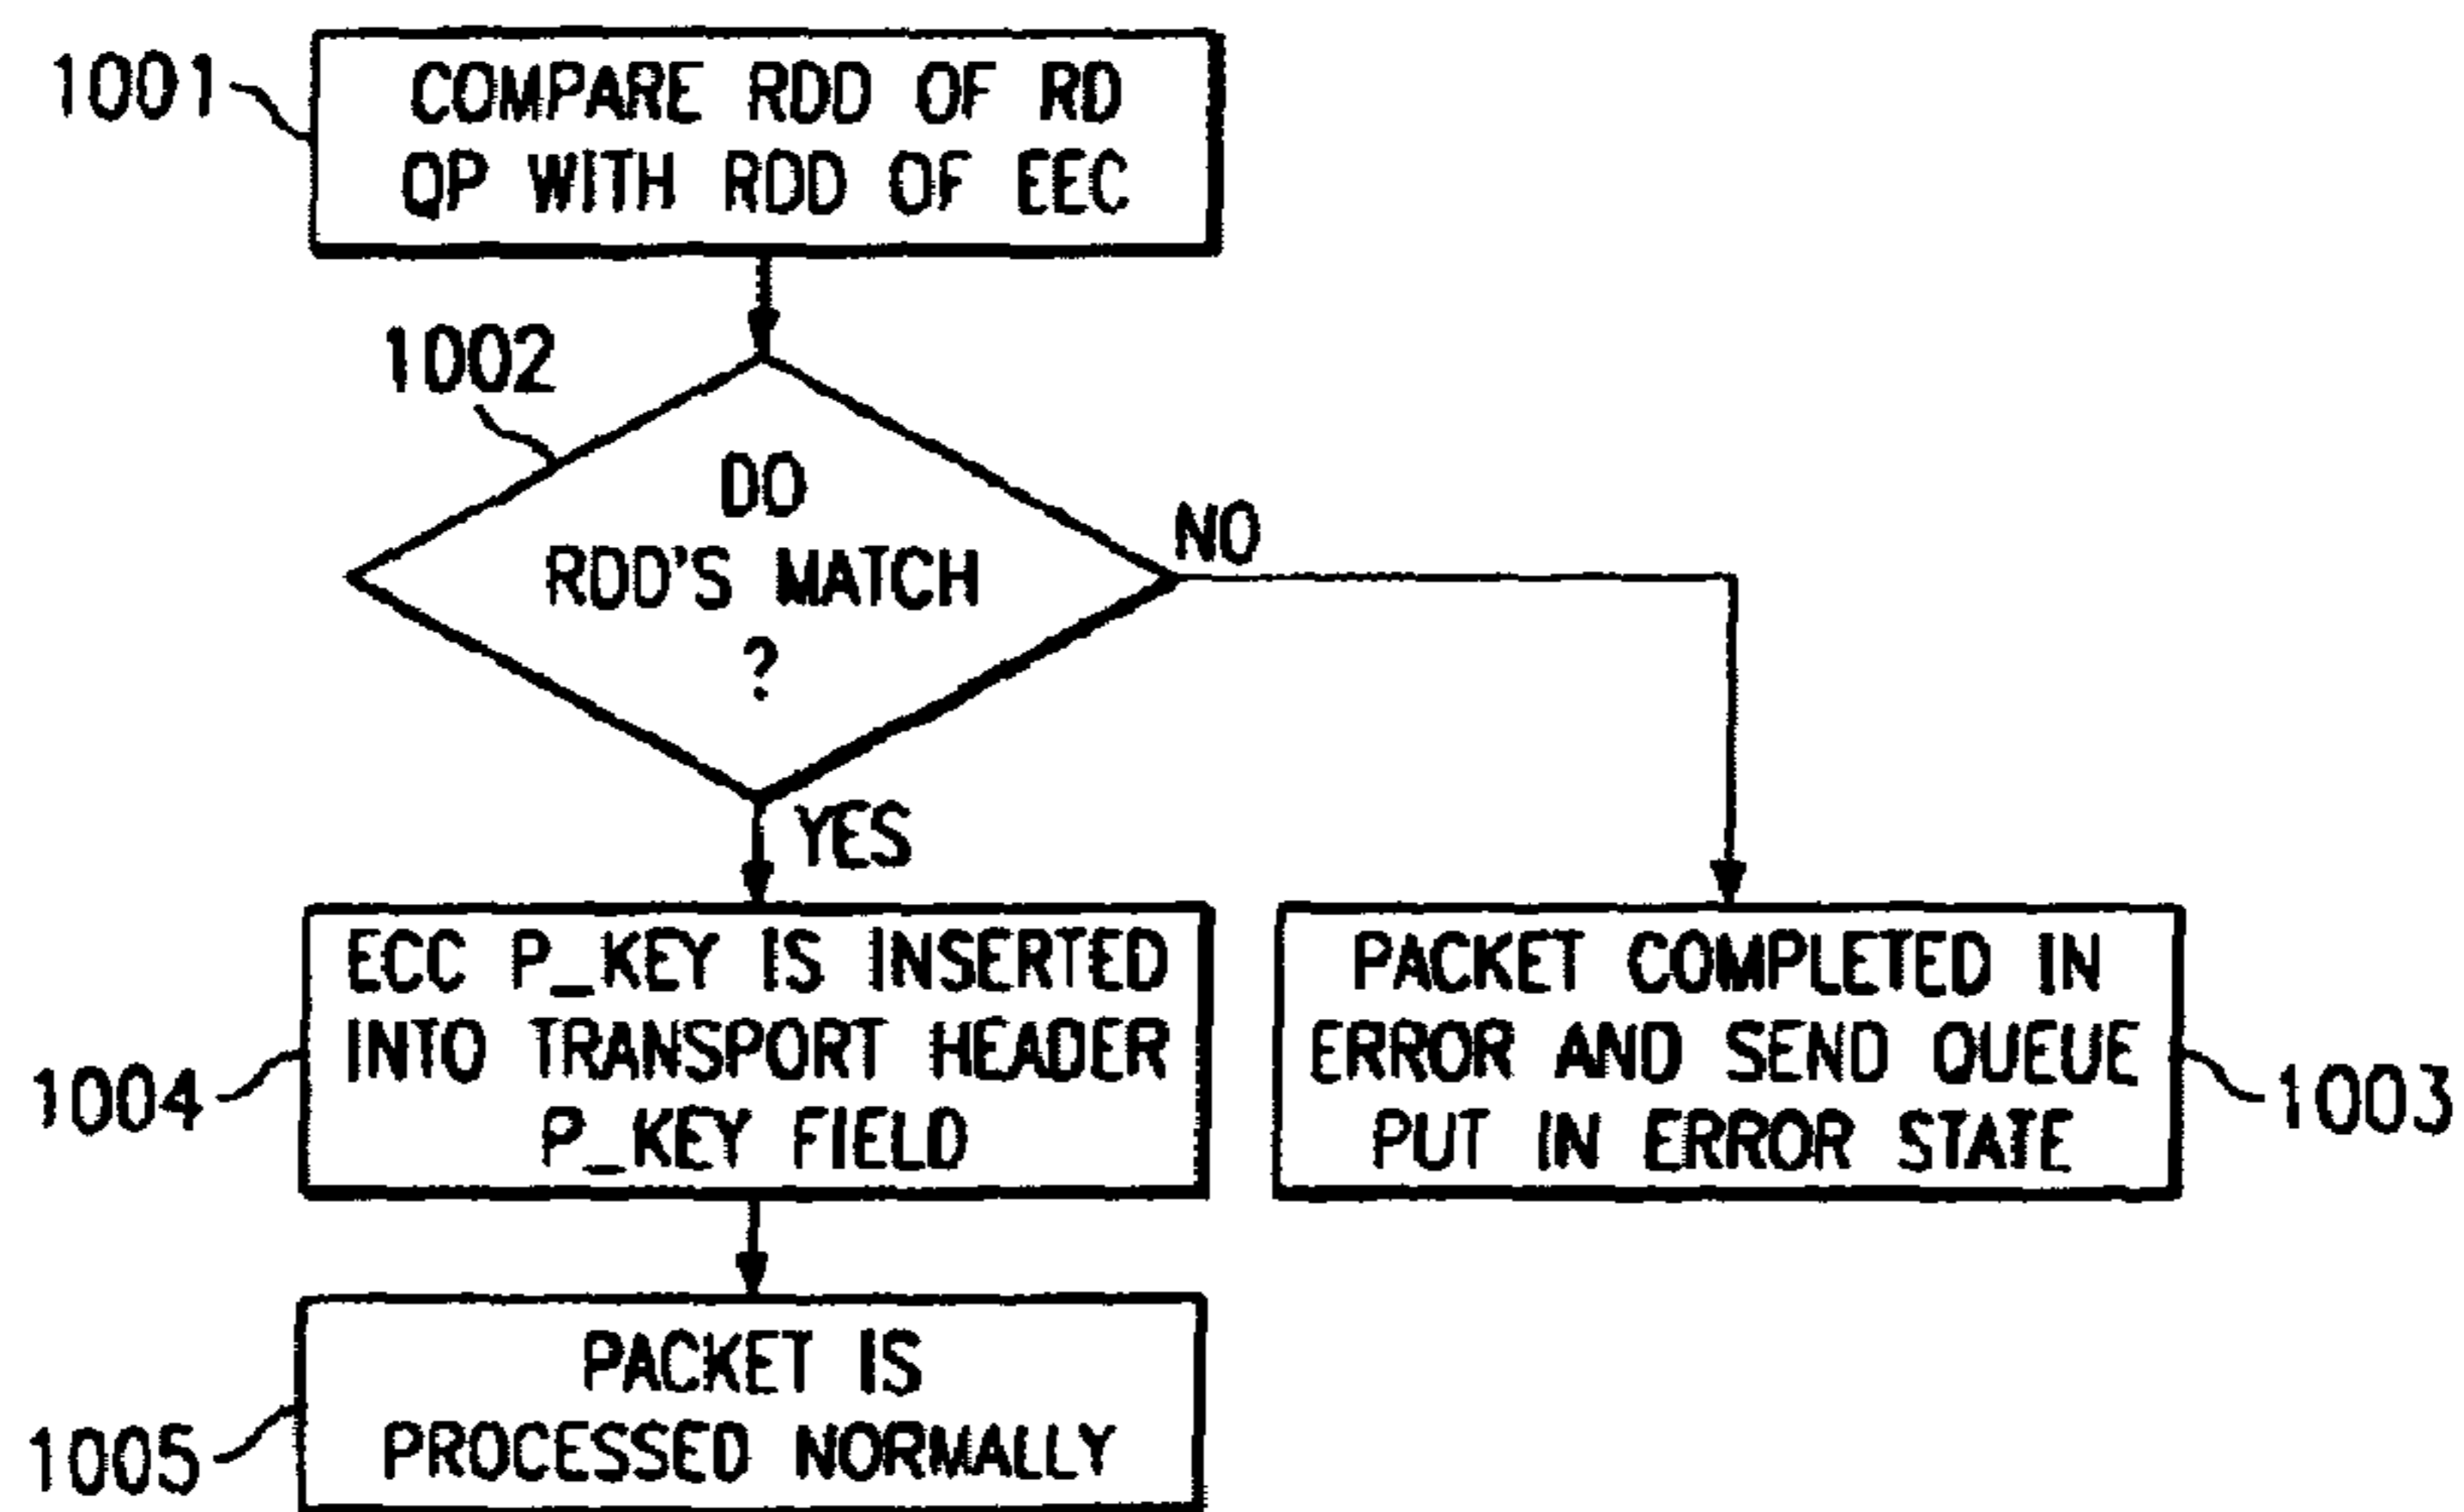 1001
COMPARE RDD OF RD
QP WITH RDD OF EEC
1002
DO
RDD'S MATCH
?
NO
YES
ECC P_KEY IS INSERTED
INTO TRANSPORT HEADER
P_KEY FIELD
1004
PACKET COMPLETED IN
ERROR AND SEND QUEUE
PUT IN ERROR STATE
1003
PACKET IS
PROCESSED NORMALLY
1005